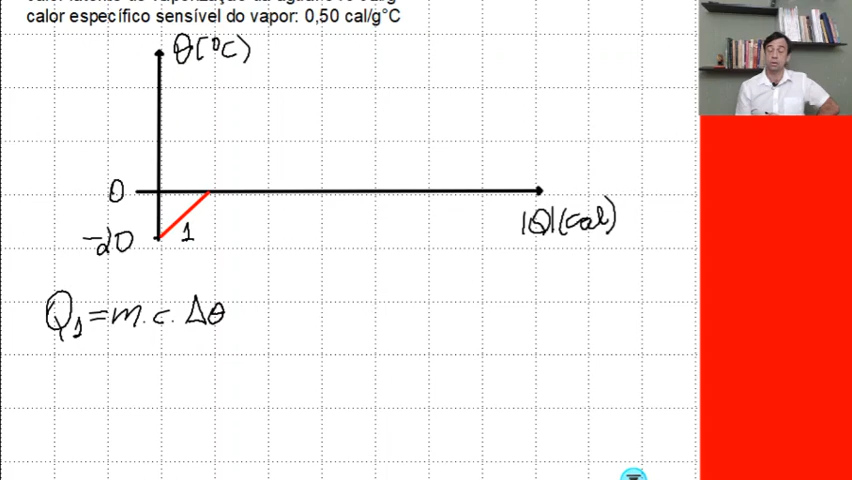 calor específico sensível do vapor: 0,50 cal/g°C
θ(°C)
0
-20
1
|Q|(cal)
Q₁=m.c.Δθ